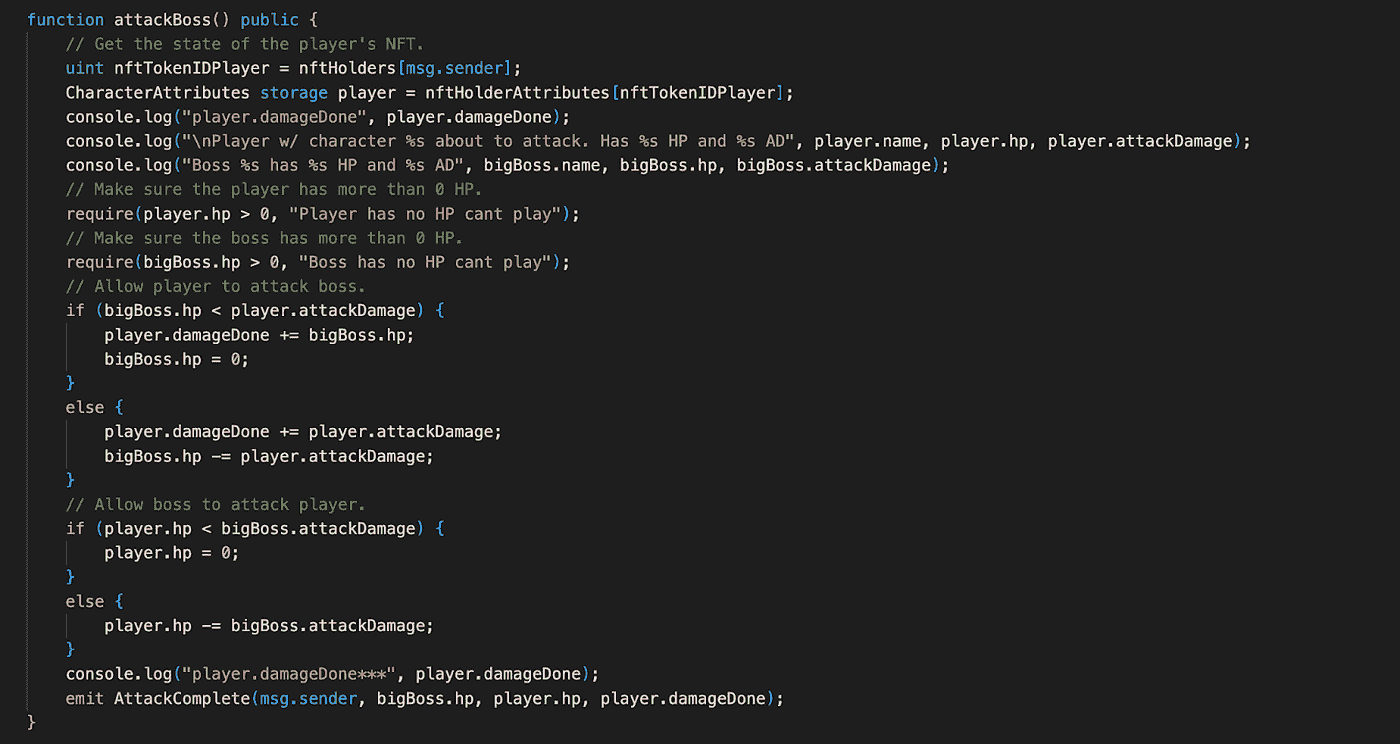 function attackBoss() public {
    // Get the state of the player's NFT.
    uint nftTokenIDPlayer = nftHolders[msg.sender];
    CharacterAttributes storage player = nftHolderAttributes[nftTokenIDPlayer];
    console.log("player.damageDone", player.damageDone);
    console.log("\nPlayer w/ character %s about to attack. Has %s HP and %s AD", player.name, player.hp, player.attackDamage);
    console.log("Boss %s has %s HP and %s AD", bigBoss.name, bigBoss.hp, bigBoss.attackDamage);
    // Make sure the player has more than 0 HP.
    require(player.hp > 0, "Player has no HP cant play");
    // Make sure the boss has more than 0 HP.
    require(bigBoss.hp > 0, "Boss has no HP cant play");
    // Allow player to attack boss.
    if (bigBoss.hp < player.attackDamage) {
        player.damageDone += bigBoss.hp;
        bigBoss.hp = 0;
    }
    else {
        player.damageDone += player.attackDamage;
        bigBoss.hp -= player.attackDamage;
    }
    // Allow boss to attack player.
    if (player.hp < bigBoss.attackDamage) {
        player.hp = 0;
    }
    else {
        player.hp -= bigBoss.attackDamage;
    }
    console.log("player.damageDone***", player.damageDone);
    emit AttackComplete(msg.sender, bigBoss.hp, player.hp, player.damageDone);
}